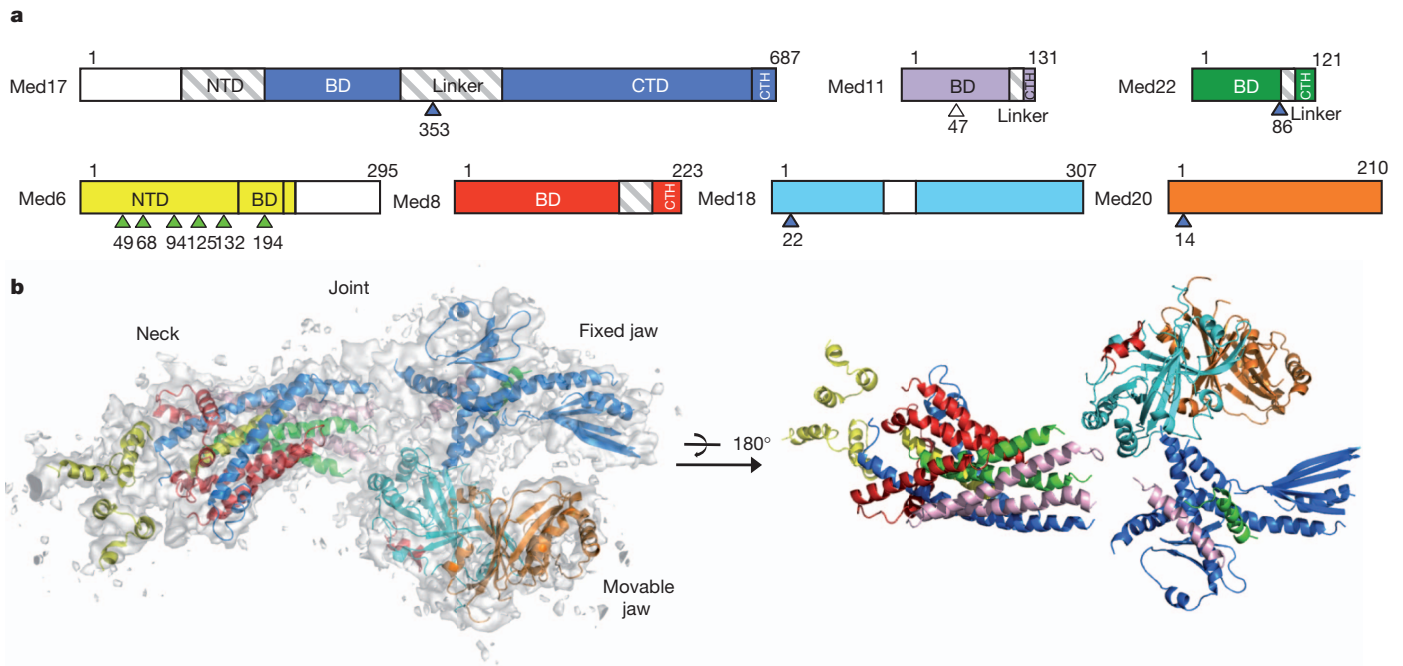 a
1 687 1 131 1 121
Med17 NTD BD Linker CTD CTH Med11 BD CTH Med22 BD CTH
353 47 Linker 86 Linker
1 295 1 223 1 307 1 210
Med6 NTD BD Med8 BD CTH Med18 Med20
49 68 94 125 132 194 22 14
b
Joint
Neck Fixed jaw
180°
Movable
jaw